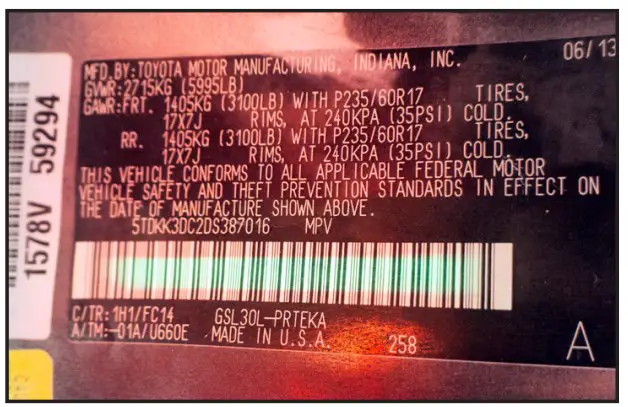 MFD.BY:TOYOTA MOTOR MANUFACTURING, INDIANA, INC. 06/13
GVWR:2715KG (5995LB)
GAWR:FRT. 1405KG (3100LB) WITH P235/60R17 TIRES,
17X7J RIMS, AT 240KPA (35PSI) COLD.
RR. 1405KG (3100LB) WITH P235/60R17 TIRES,
17X7J RIMS, AT 240KPA (35PSI) COLD.
THIS VEHICLE CONFORMS TO ALL APPLICABLE FEDERAL MOTOR
VEHICLE SAFETY AND THEFT PREVENTION STANDARDS IN EFFECT ON
THE DATE OF MANUFACTURE SHOWN ABOVE.
5TDKK3DC2DS387016 MPV
C/TR: 1H1/FC14 GSL30L-PRTEKA
A/TM:-01A/U660E MADE IN U.S.A. 258 A
1578V 59294